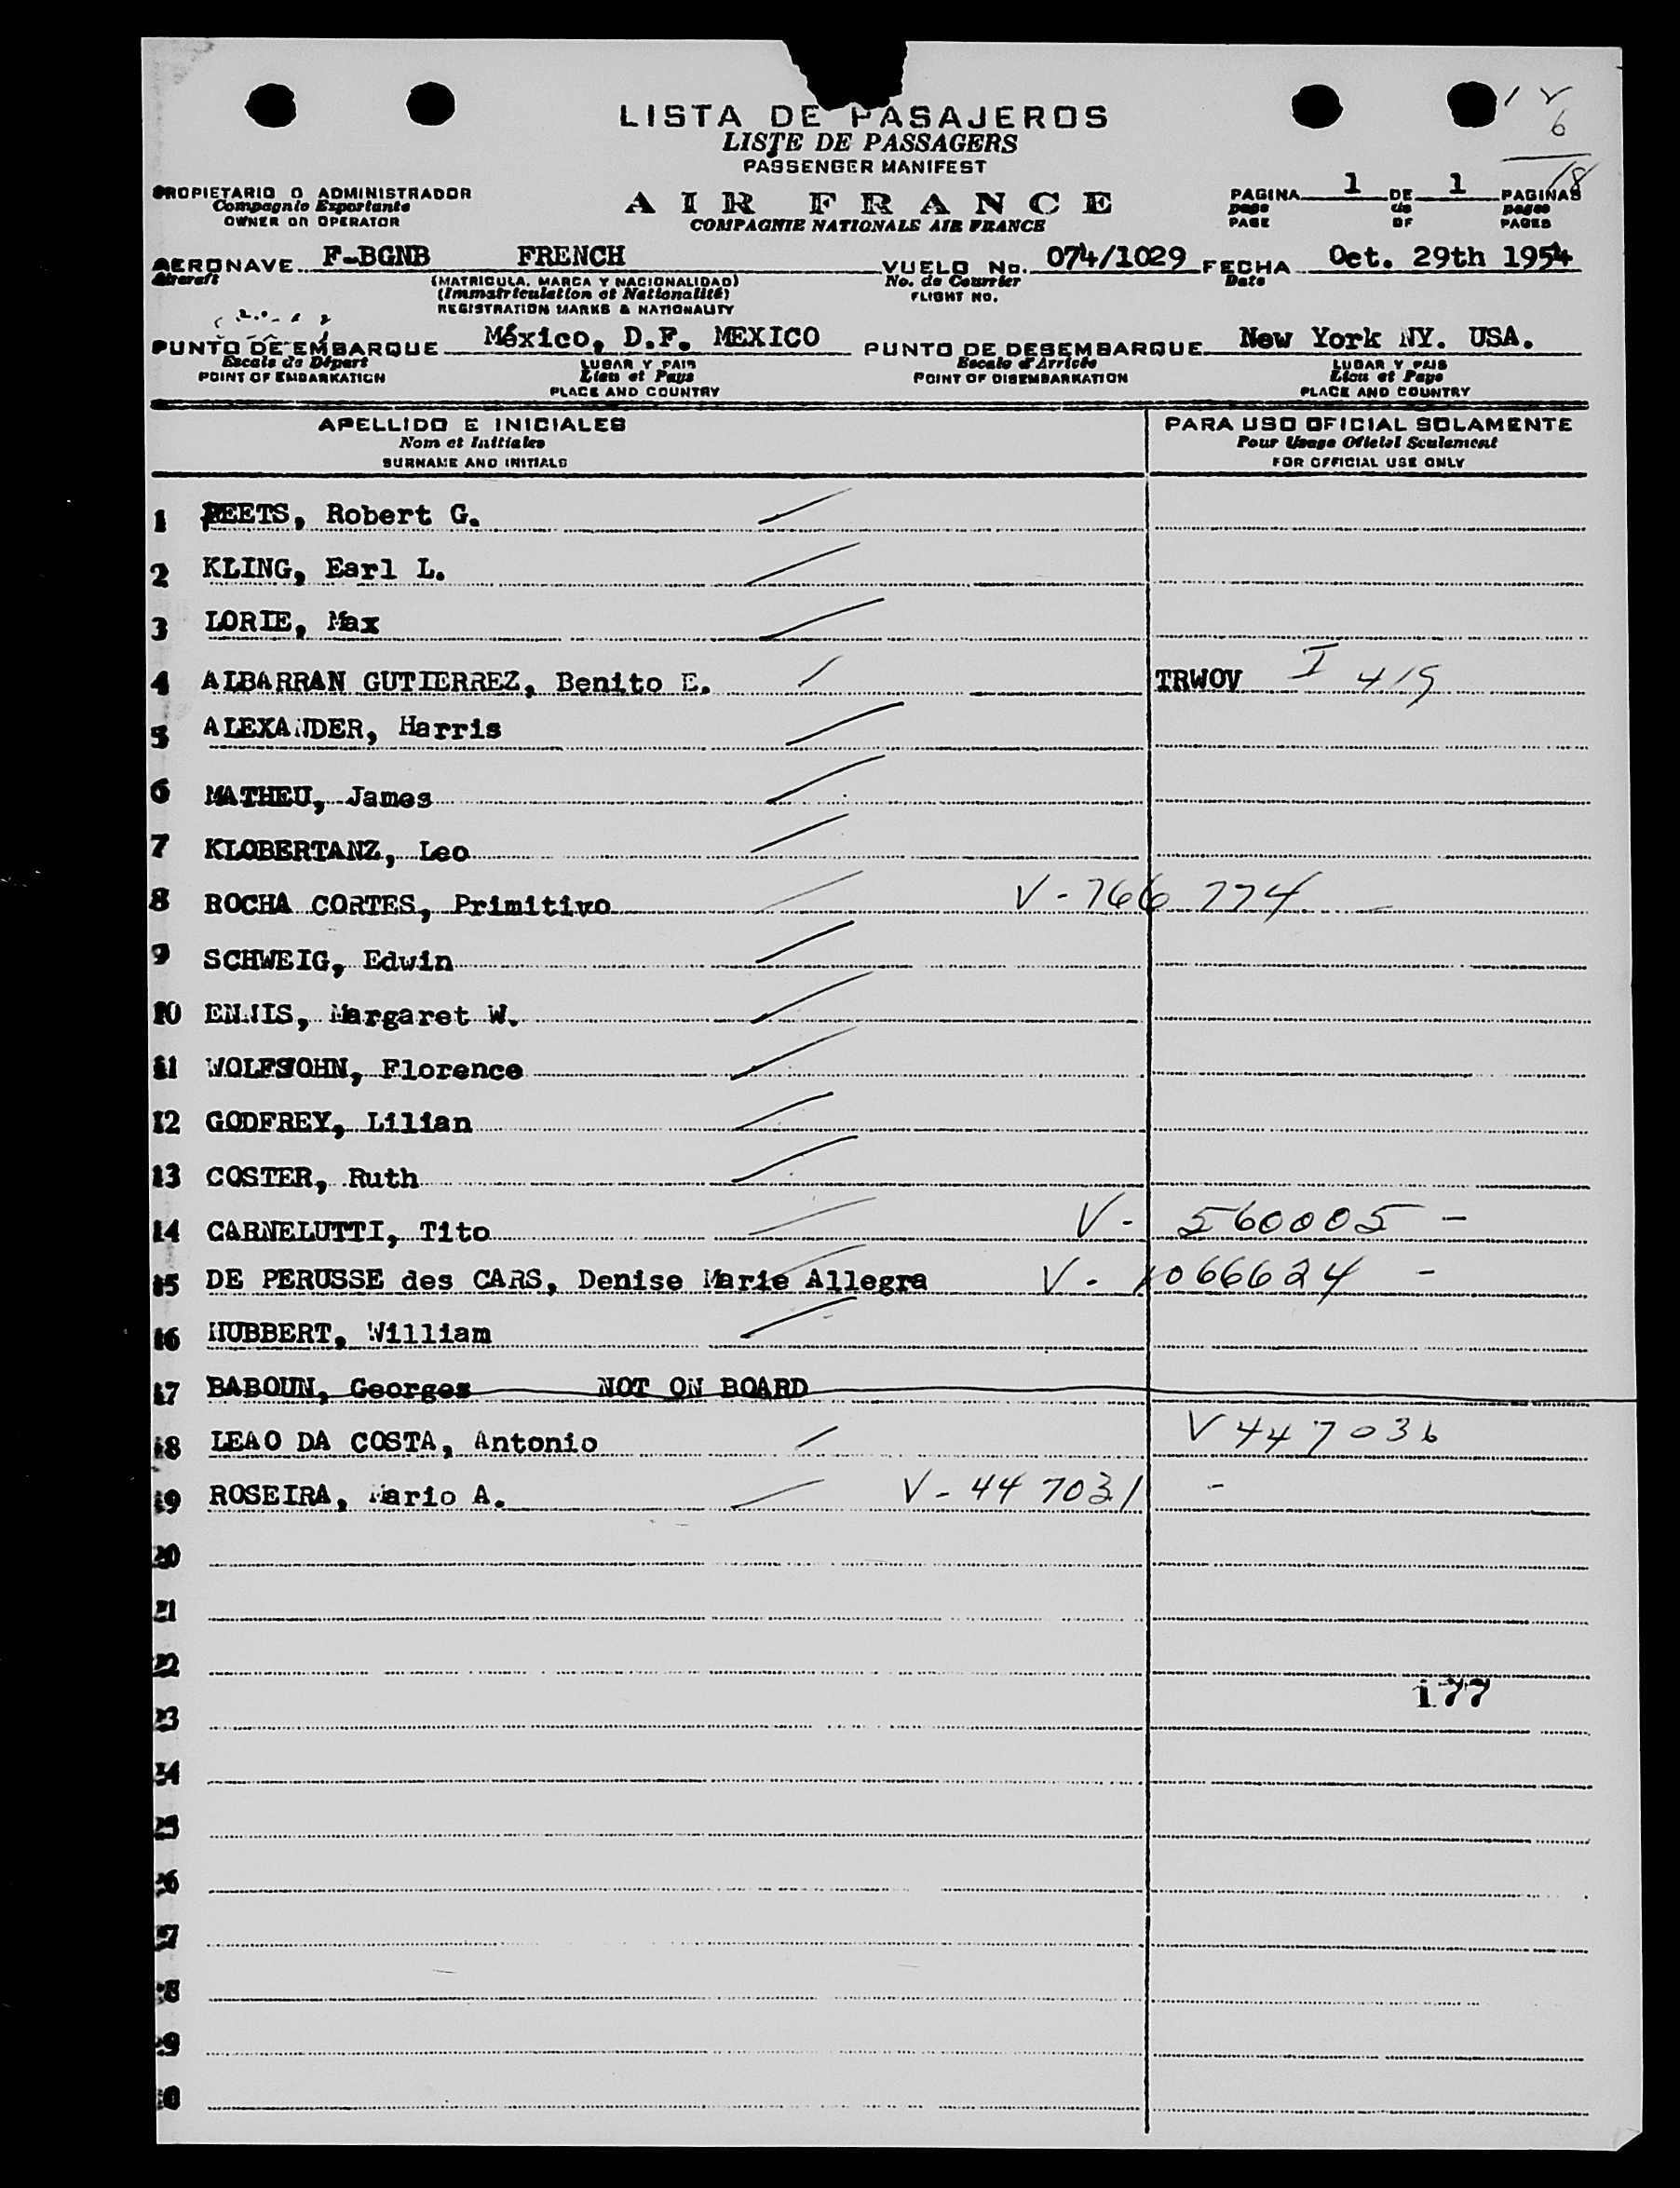 LISTA DE PASAJEROS
LISTE DE PASSAGERS
PASSENGER MANIFEST
PROPIETARIO O ADMINISTRADOR
Compagnie Exportante
OWNER OR OPERATOR
AIR FRANCE
COMPAGNIE NATIONALE AIR FRANCE
PAGINA 1 DE 1 PAGINAS
page de pages
PAGE OF PAGES
1 6
18
AERONAVE F-BGNB FRENCH VUELO No. 074/1029 FECHA Oct. 29th 1954
Aircraft (MATRICULA, MARCA Y NACIONALIDAD) No. de Courrier Date
(Immatriculation et Nationalité) FLIGHT NO.
REGISTRATION MARKS & NATIONALITY
PUNTO DE EMBARQUE México, D.F. MEXICO PUNTO DE DESEMBARQUE New York NY. USA.
Escale de Départ LUGAR Y PAIS Escale d'Arrivée LUGAR Y PAIS
POINT OF EMBARKATION Lieu et Pays POINT OF DISEMBARKATION Lieu et Pays
PLACE AND COUNTRY PLACE AND COUNTRY
APELLIDO E INICIALES PARA USO OFICIAL SOLAMENTE
Nom et Initiales Pour Usage Officiel Seulement
SURNAME AND INITIALS FOR OFFICIAL USE ONLY
1 REETS, Robert G.
2 KLING, Earl L.
3 LORIE, Max
4 ALBARRAN GUTIERREZ, Benito E. TRWOV I 419
5 ALEXANDER, Harris
6 MATHEU, James
7 KLOBERTANZ, Leo
8 ROCHA CORTES, Primitivo V-766774
9 SCHWEIG, Edwin
10 ENNIS, Margaret W.
11 WOLFSOHN, Florence
12 GODFREY, Lilian
13 COSTER, Ruth
14 CARNELUTTI, Tito V-560005 -
15 DE PERUSSE des CARS, Denise Marie Allegra V-1066624 -
16 HUBBERT, William
17 BABOUN, Georges NOT ON BOARD
18 LEAO DA COSTA, Antonio V447036
19 ROSEIRA, Mario A. V-447031 -
20
21
22
177
23
24
25
26
27
28
29
30